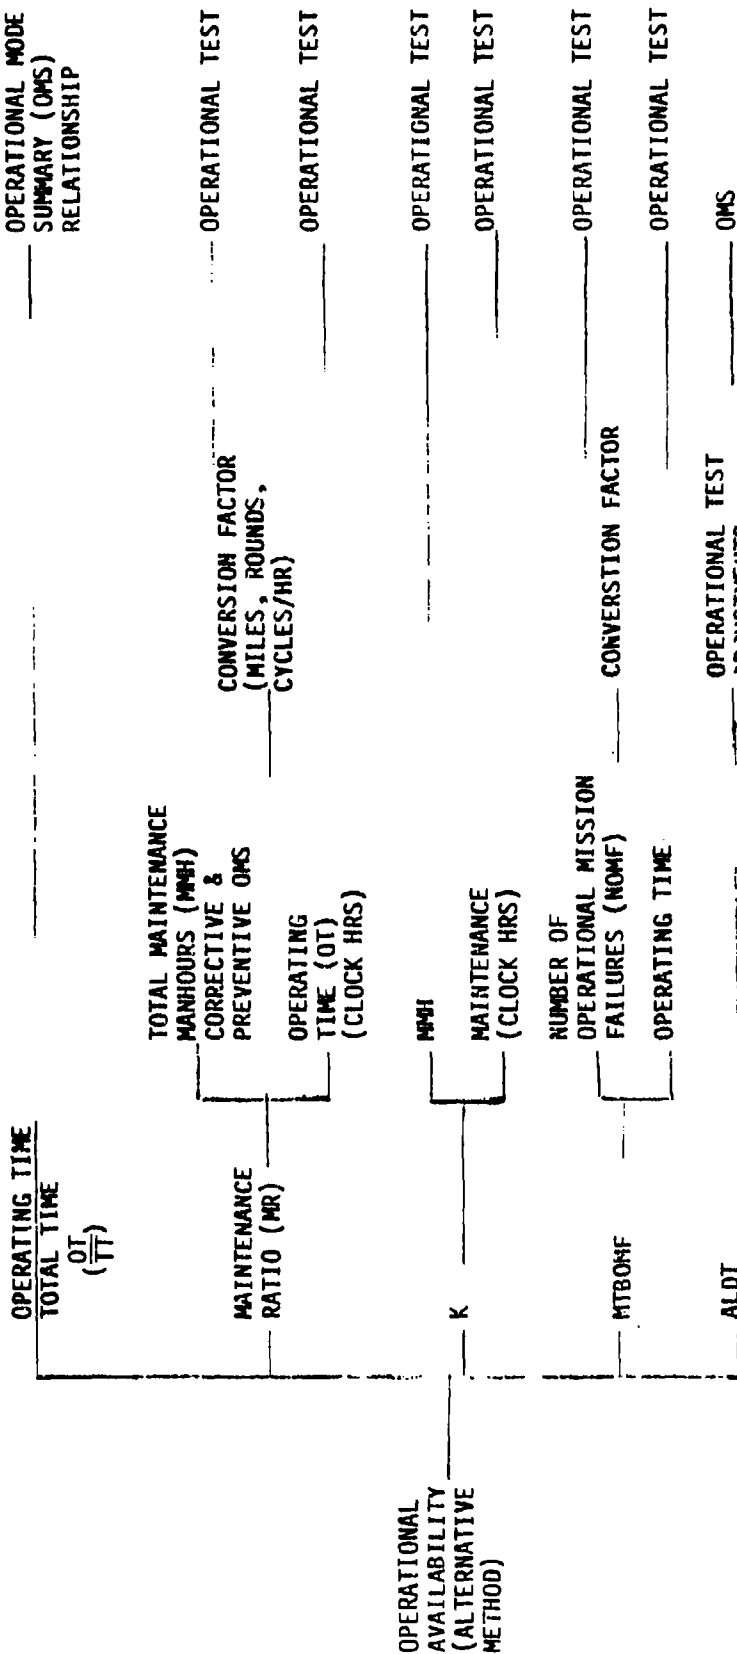 OPERATIONAL
AVAILABILITY
(ALTERNATIVE
METHOD)
OPERATING TIME
TOTAL TIME
(OT
TT)
OPERATIONAL MODE
SUMMARY (OMS)
RELATIONSHIP
MAINTENANCE
RATIO (MR)
TOTAL MAINTENANCE
MANHOURS (MMH)
CORRECTIVE &
PREVENTIVE OMS
OPERATING
TIME (OT)
(CLOCK HRS)
CONVERSION FACTOR
(MILES, ROUNDS,
CYCLES/HR)
OPERATIONAL TEST
OPERATIONAL TEST
K
MMH
MAINTENANCE
(CLOCK HRS)
OPERATIONAL TEST
OPERATIONAL TEST
MTBOMF
NUMBER OF
OPERATIONAL MISSION
FAILURES (NOMF)
OPERATING TIME
CONVERSTION FACTOR
OPERATIONAL TEST
OPERATIONAL TEST
ALDT
OPERATIONAL TEST
OMS